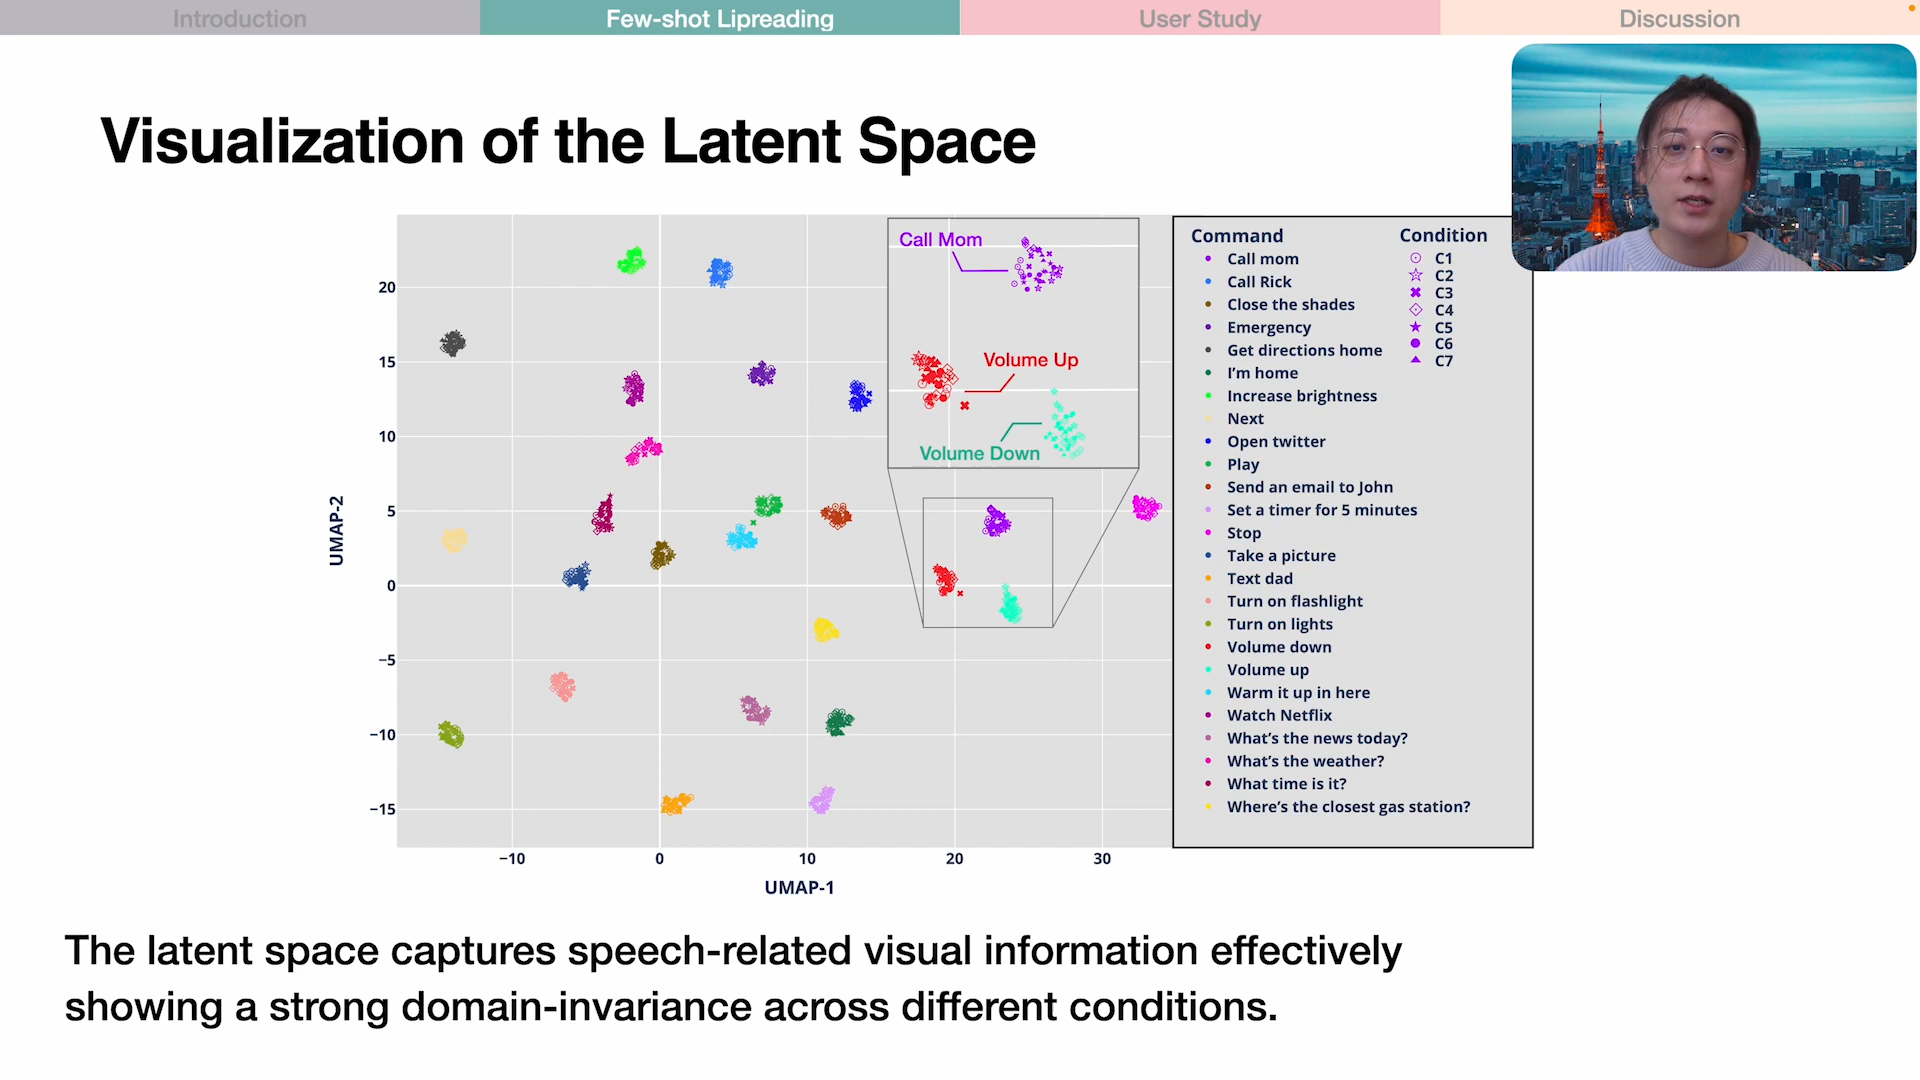 Introduction
Few-shot Lipreading
User Study
Discussion
Visualization of the Latent Space
Call Mom
Volume Up
Volume Down
20
15
10
5
0
−5
−10
−15
UMAP-2
−10
0
10
20
30
UMAP-1
Command
Call mom
Call Rick
Close the shades
Emergency
Get directions home
I'm home
Increase brightness
Next
Open twitter
Play
Send an email to John
Set a timer for 5 minutes
Stop
Take a picture
Text dad
Turn on flashlight
Turn on lights
Volume down
Volume up
Warm it up in here
Watch Netflix
What's the news today?
What's the weather?
What time is it?
Where's the closest gas station?
Condition
C1
C2
C3
C4
C5
C6
C7
The latent space captures speech-related visual information effectively
showing a strong domain-invariance across different conditions.